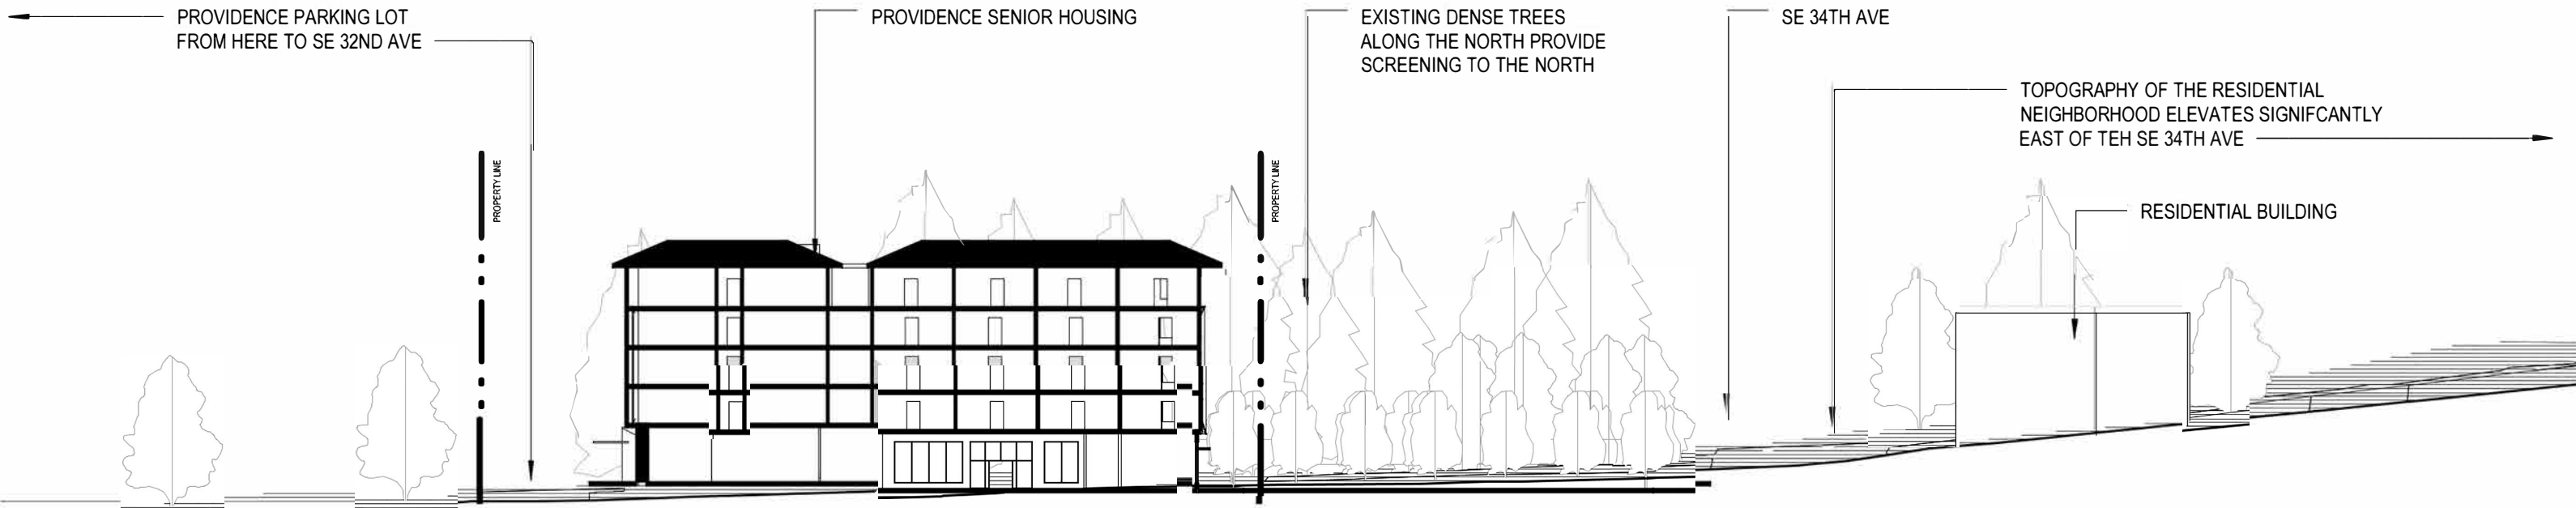 PROVIDENCE PARKING LOT
FROM HERE TO SE 32ND AVE
PROVIDENCE SENIOR HOUSING
EXISTING DENSE TREES
ALONG THE NORTH PROVIDE
SCREENING TO THE NORTH
SE 34TH AVE
TOPOGRAPHY OF THE RESIDENTIAL
NEIGHBORHOOD ELEVATES SIGNIFCANTLY
EAST OF TEH SE 34TH AVE
RESIDENTIAL BUILDING
PROPERTY LINE
PROPERTY LINE